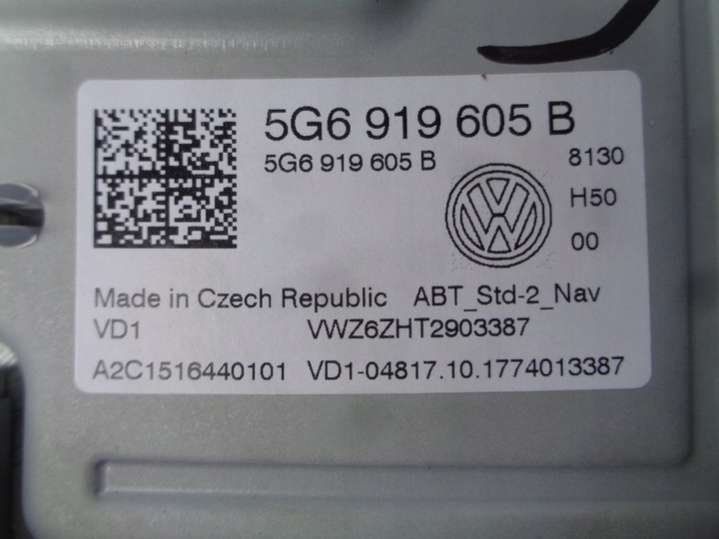 5G6 919 605 B
5G6 919 605 B
8130
H50
00
Made in Czech Republic ABT_Std-2_Nav
VD1 VWZ6ZHT2903387
A2C1516440101 VD1-04817.10.1774013387